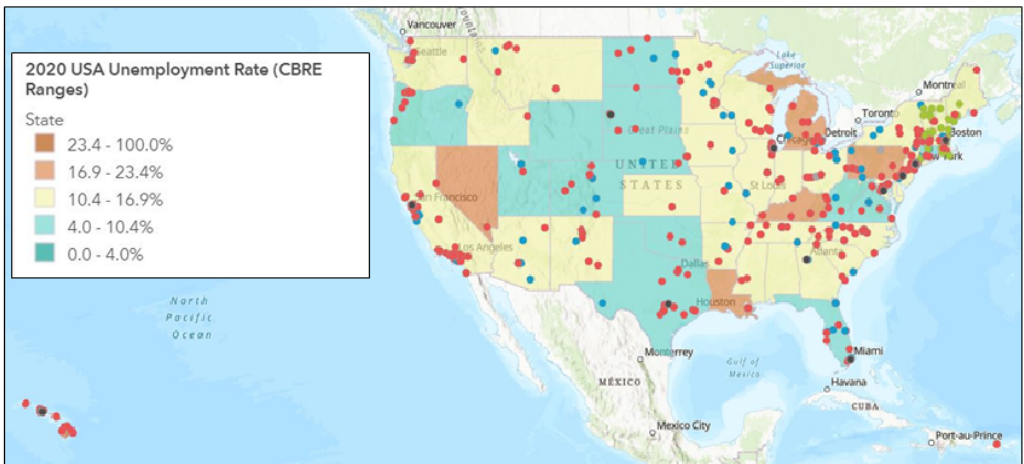 2020 USA Unemployment Rate (CBRE
Ranges)
State
23.4 - 100.0%
16.9 - 23.4%
10.4 - 16.9%
4.0 - 10.4%
0.0 - 4.0%
Vancouver
Seattle
Lake
Superior
Montreal
Toronto
Great Plains
Chicago
Detroit
Boston
New York
UNITED
STATES
St Louis
San Francisco
Los Angeles
Atlanta
Dallas
Houston
North
Pacific
Ocean
Monterrey
Gulf of
Mexico
Miami
MÉXICO
Havana
CUBA
Mexico City
Port-au-Prince